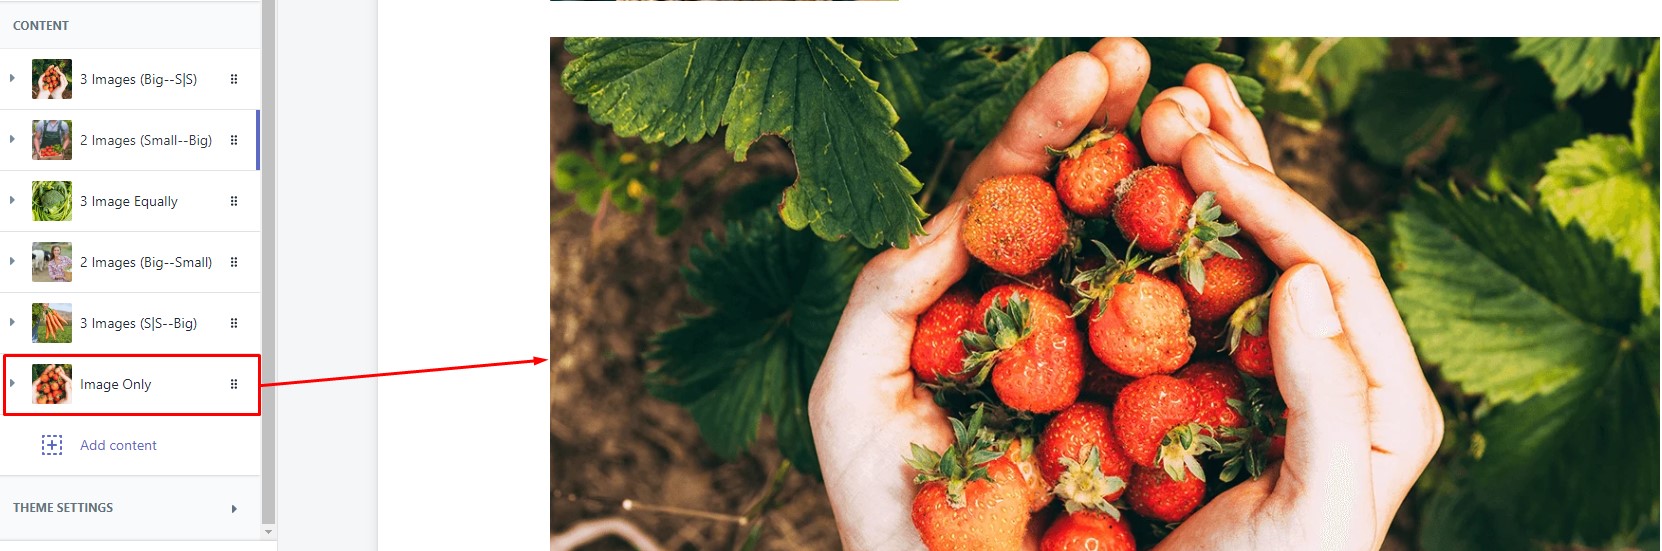 CONTENT
3 Images (Big--S|S)
2 Images (Small--Big)
3 Image Equally
2 Images (Big--Small)
3 Images (S|S--Big)
Image Only
Add content
THEME SETTINGS